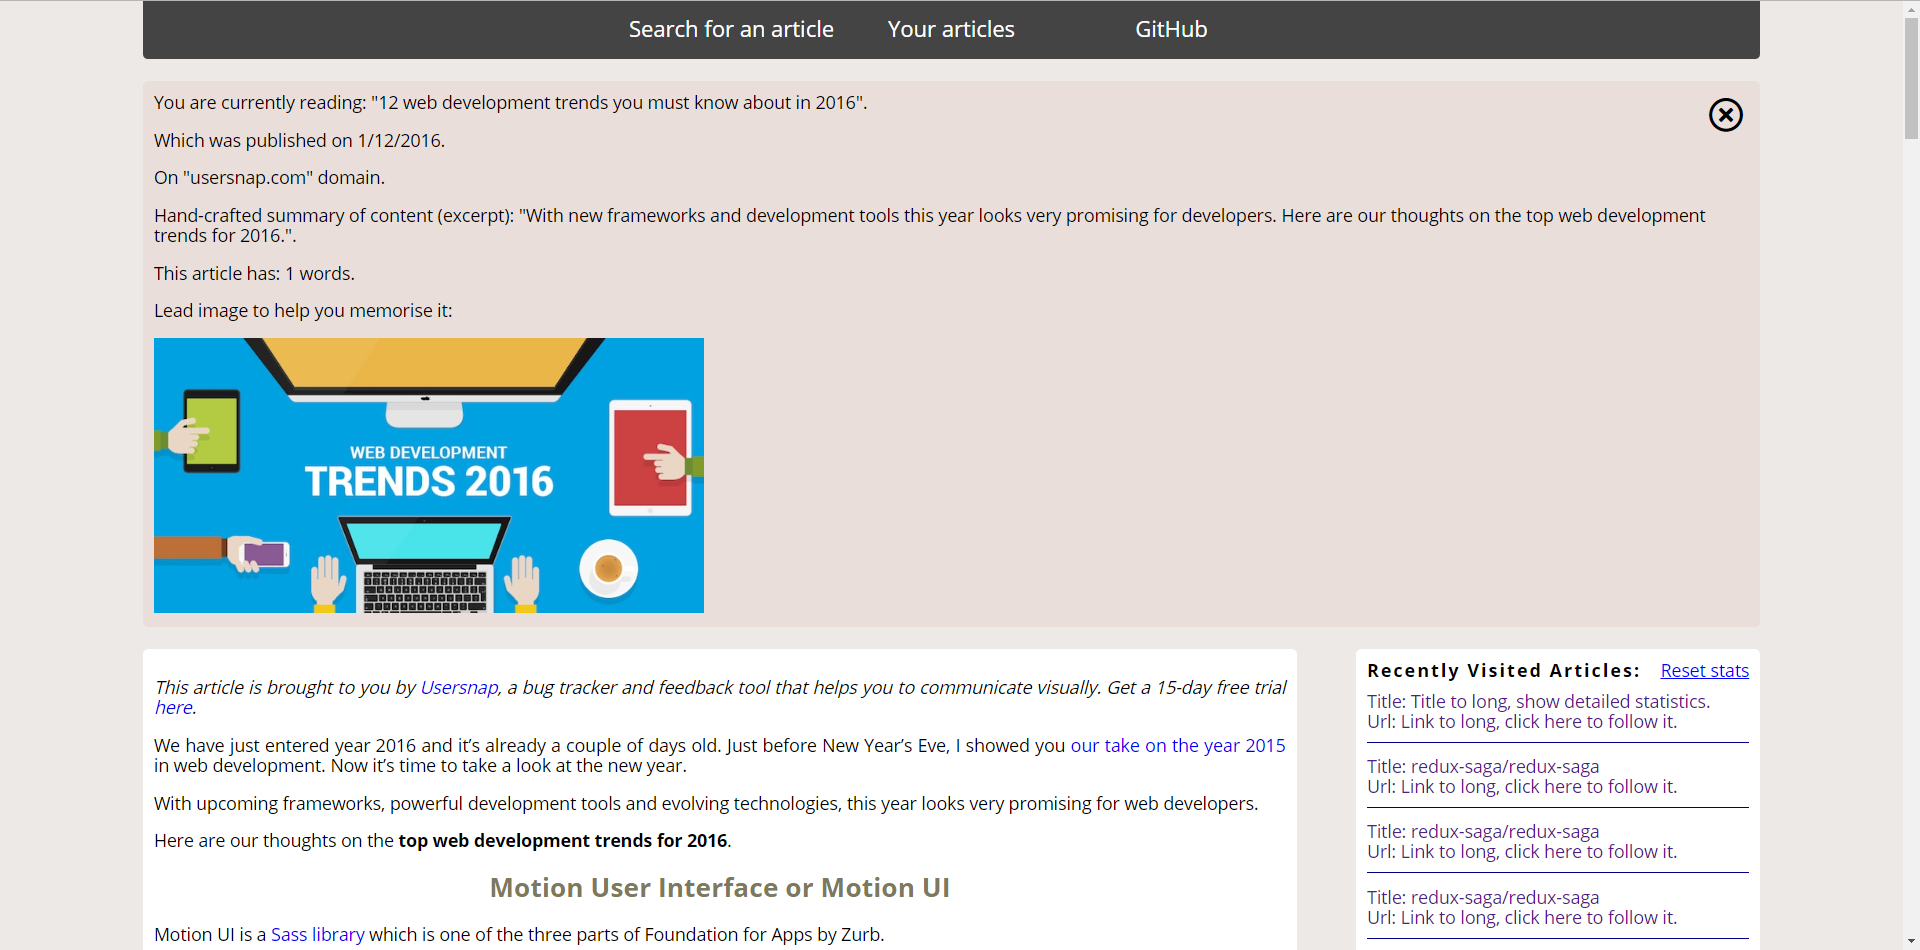 Search for an article Your articles GitHub
You are currently reading: "12 web development trends you must know about in 2016".
Which was published on 1/12/2016.
On "usersnap.com" domain.
Hand-crafted summary of content (excerpt): "With new frameworks and development tools this year looks very promising for developers. Here are our thoughts on the top web development
trends for 2016.".
This article has: 1 words.
Lead image to help you memorise it:
WEB DEVELOPMENT
TRENDS 2016
This article is brought to you by Usersnap, a bug tracker and feedback tool that helps you to communicate visually. Get a 15-day free trial
here.
We have just entered year 2016 and it’s already a couple of days old. Just before New Year’s Eve, I showed you our take on the year 2015
in web development. Now it’s time to take a look at the new year.
With upcoming frameworks, powerful development tools and evolving technologies, this year looks very promising for web developers.
Here are our thoughts on the top web development trends for 2016.
Motion User Interface or Motion UI
Motion UI is a Sass library which is one of the three parts of Foundation for Apps by Zurb.
Recently Visited Articles: Reset stats
Title: Title to long, show detailed statistics.
Url: Link to long, click here to follow it.
Title: redux-saga/redux-saga
Url: Link to long, click here to follow it.
Title: redux-saga/redux-saga
Url: Link to long, click here to follow it.
Title: redux-saga/redux-saga
Url: Link to long, click here to follow it.